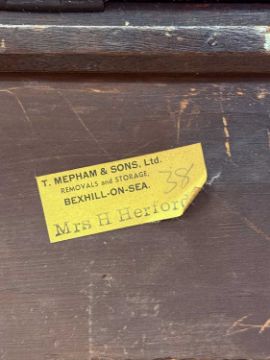 T. MEPHAM & SONS, Ltd.
REMOVALS and STORAGE,
BEXHILL-ON-SEA.
38
Mrs H Herford